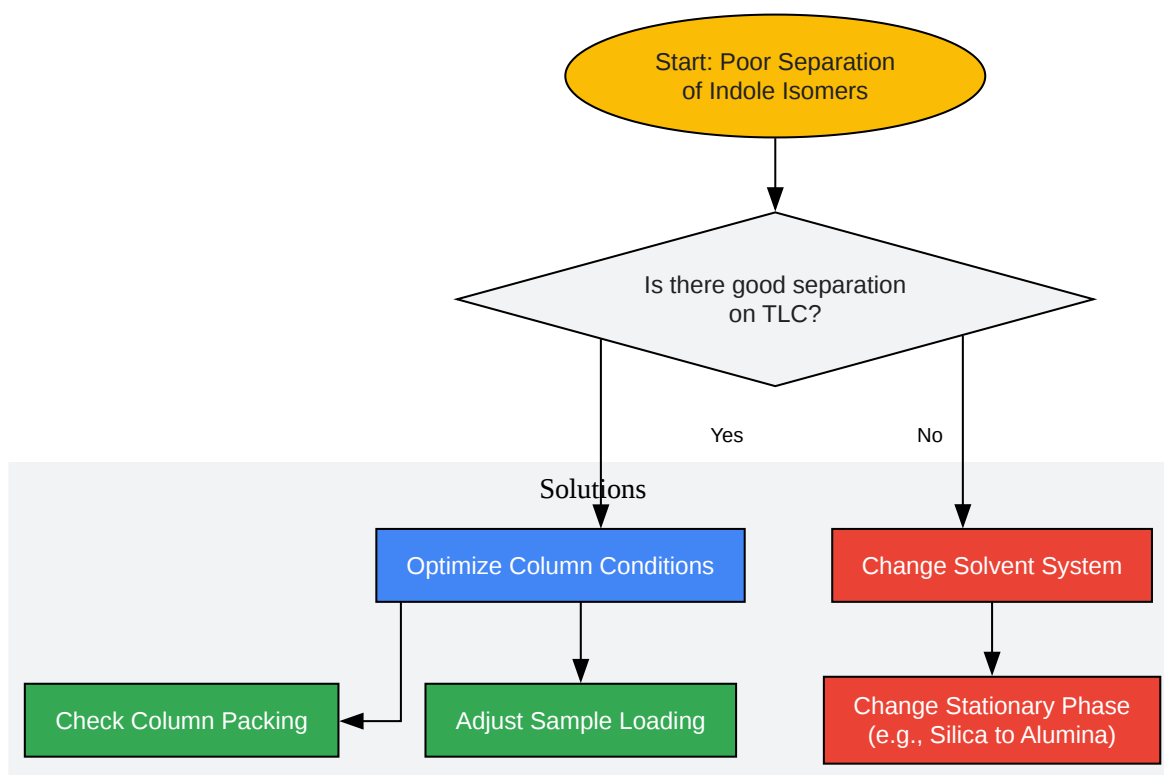 Start: Poor Separation
of Indole Isomers
Is there good separation
on TLC?
Yes
No
Solutions
Optimize Column Conditions
Change Solvent System
Check Column Packing
Adjust Sample Loading
Change Stationary Phase
(e.g., Silica to Alumina)